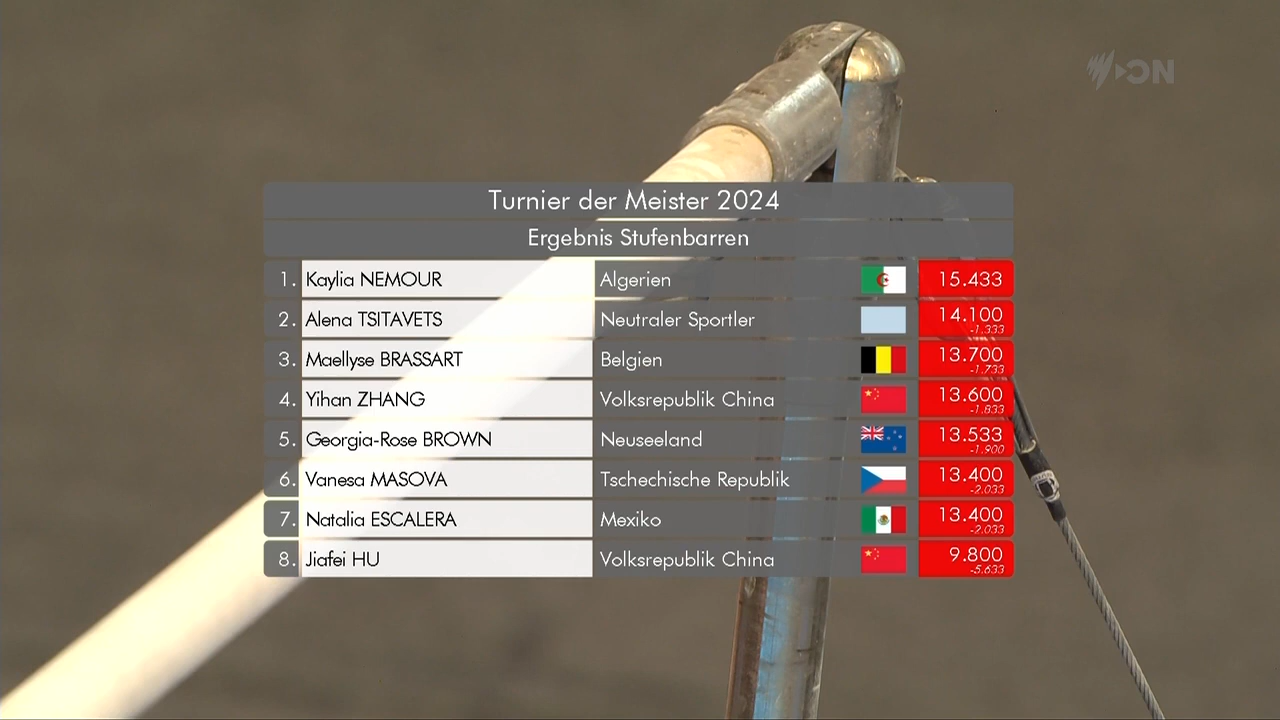 ON
Turnier der Meister 2024
Ergebnis Stufenbarren
1. Kaylia NEMOUR Algerien 15.433
2. Alena TSITAVETS Neutraler Sportler 14.100 -1.333
3. Maellyse BRASSART Belgien 13.700 -1.733
4. Yihan ZHANG Volksrepublik China 13.600 -1.833
5. Georgia-Rose BROWN Neuseeland 13.533 -1.900
6. Vanesa MASOVA Tschechische Republik 13.400 -2.033
7. Natalia ESCALERA Mexiko 13.400 -2.033
8. Jiafei HU Volksrepublik China 9.800 -5.633